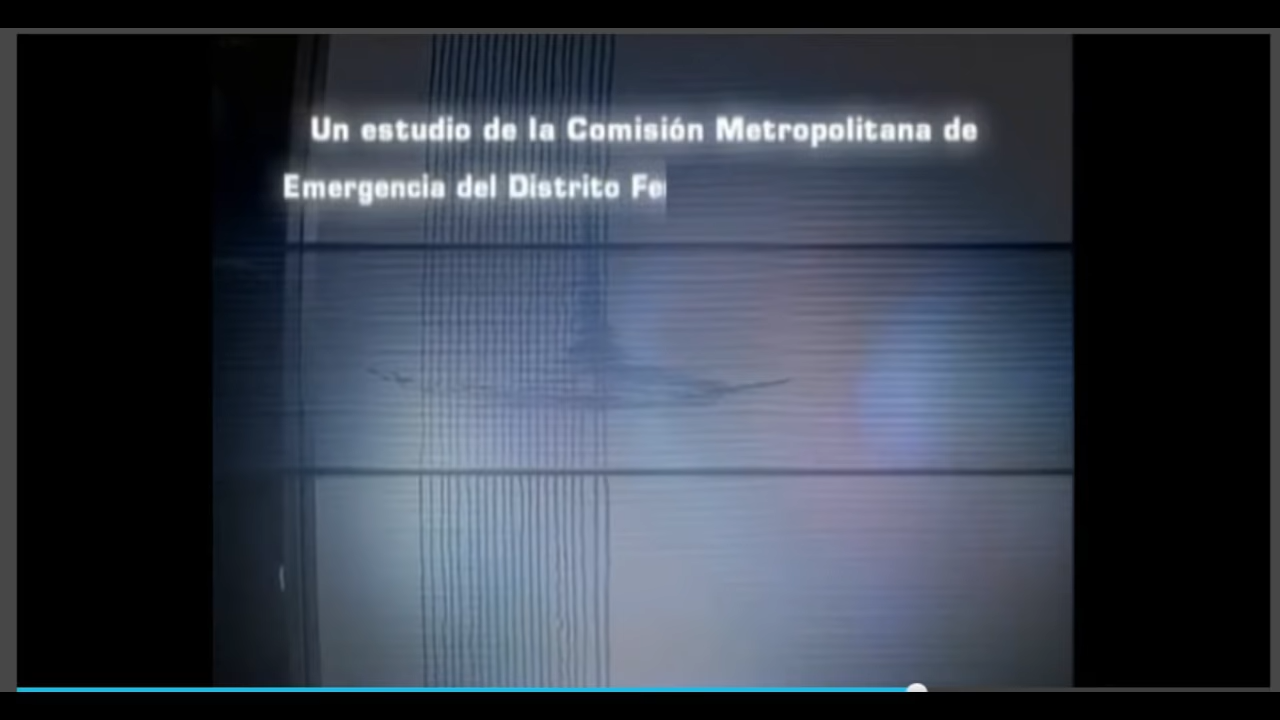 Un estudio de la Comisión Metropolitana de
Emergencia del Distrito Fe